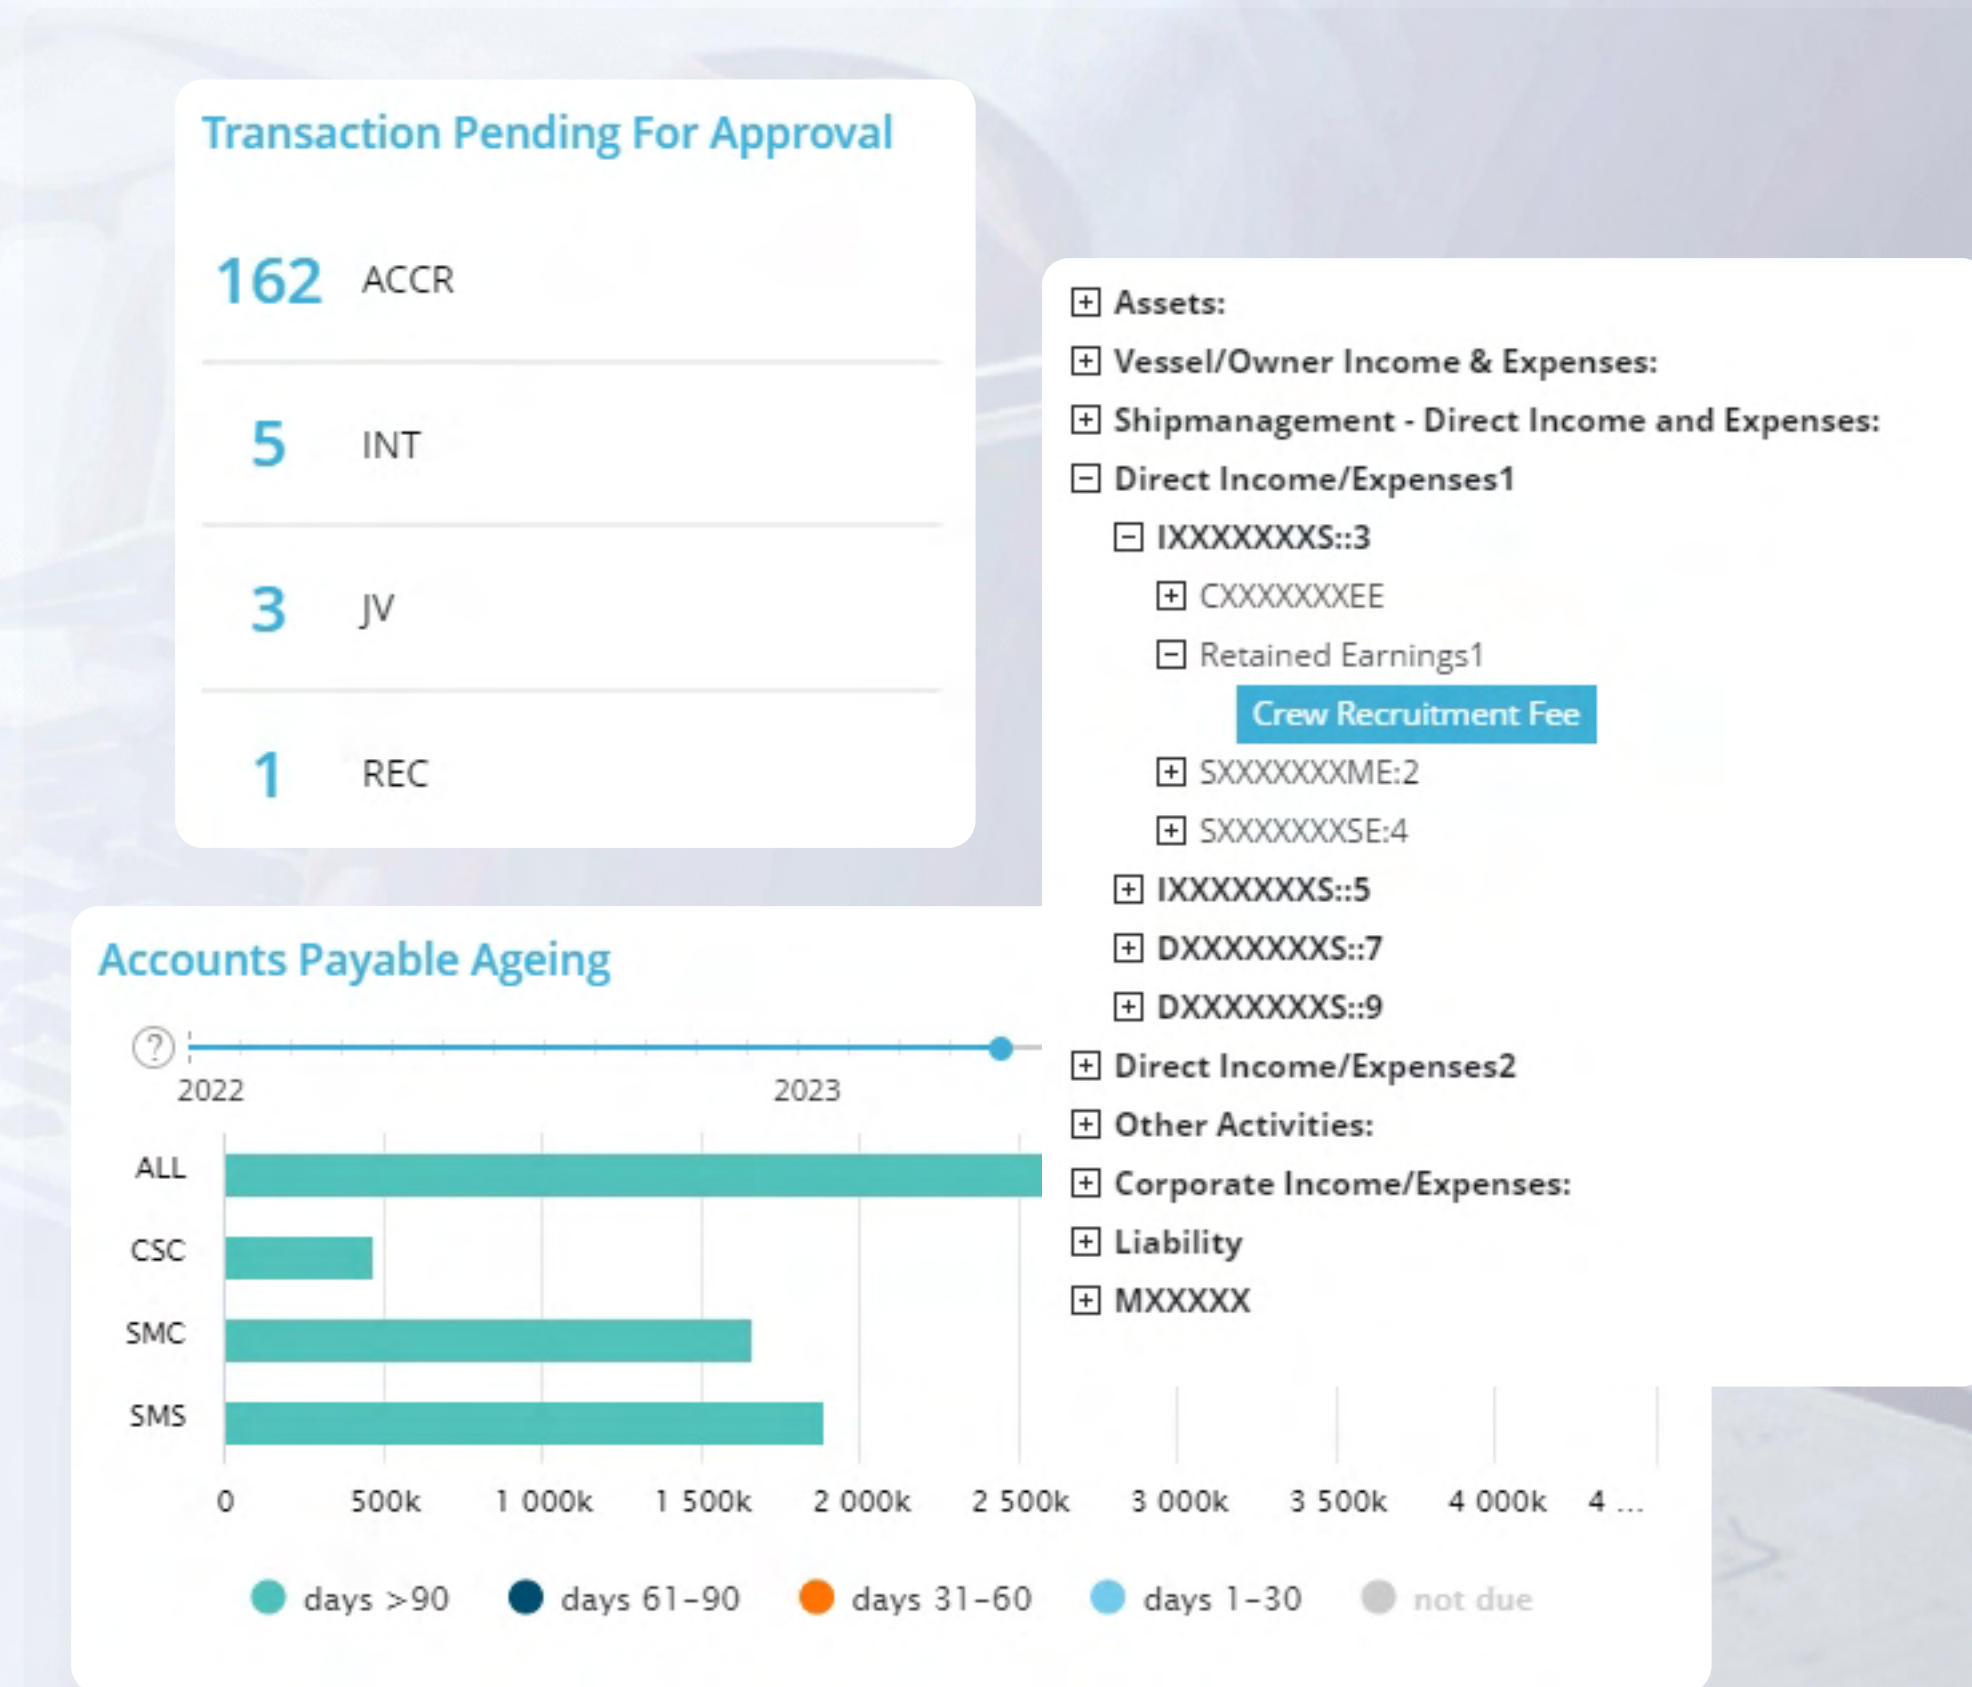 Transaction Pending For Approval
162 ACCR
5 INT
3 JV
1 REC
Assets:
Vessel/Owner Income & Expenses:
Shipmanagement - Direct Income and Expenses:
Direct Income/Expenses1
IXXXXXXXS::3
CXXXXXXXEE
Retained Earnings1
Crew Recruitment Fee
SXXXXXXXME:2
SXXXXXXXSE:4
IXXXXXXXS::5
DXXXXXXXS::7
DXXXXXXXS::9
Direct Income/Expenses2
Other Activities:
Corporate Income/Expenses:
Liability
MXXXXX
Accounts Payable Ageing
?
2022 2023
ALL
CSC
SMC
SMS
0 500k 1 000k 1 500k 2 000k 2 500k 3 000k 3 500k 4 000k 4 ...
days >90 days 61-90 days 31-60 days 1-30 not due